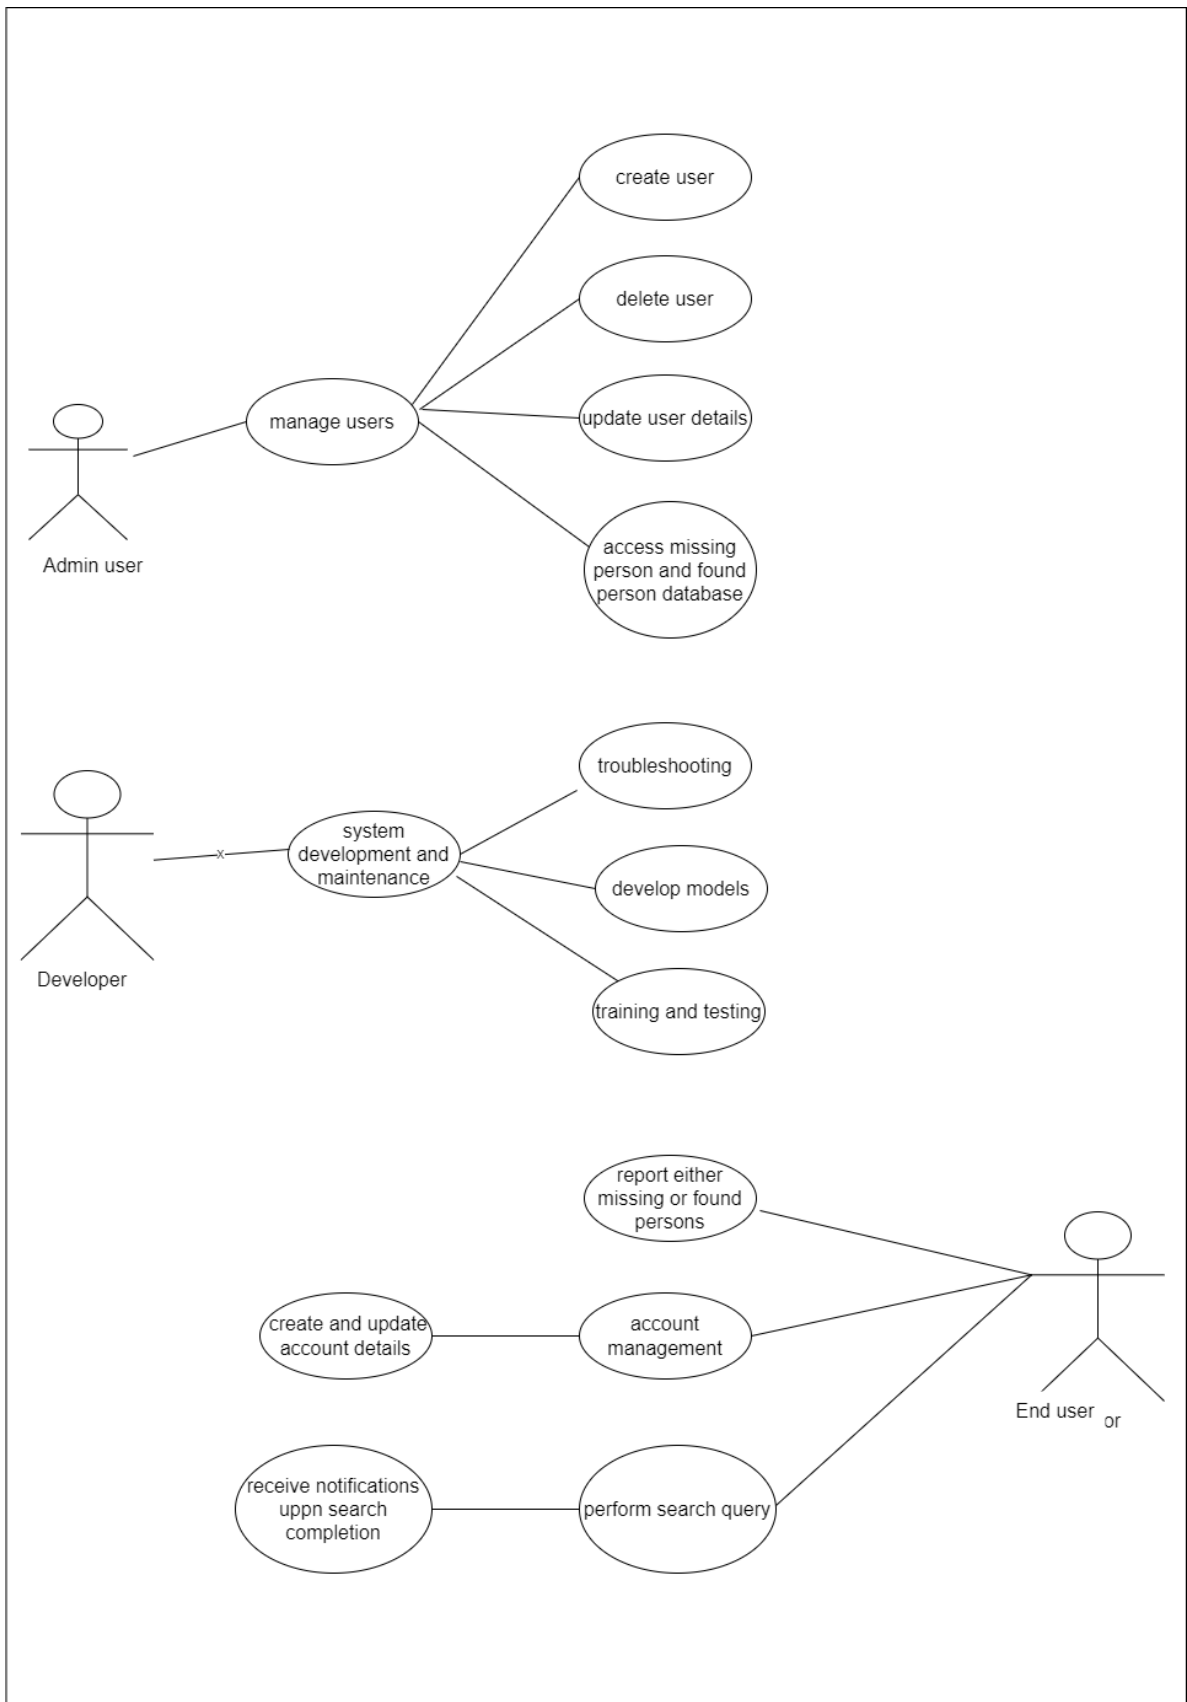 create user
delete user
manage users
update user details
access missing
person and found
person database
Admin user
troubleshooting
system
development and
maintenance
x
develop models
Developer
training and testing
report either
missing or found
persons
create and update
account details
account
management
End user
or
receive notifications
uppn search
completion
perform search query